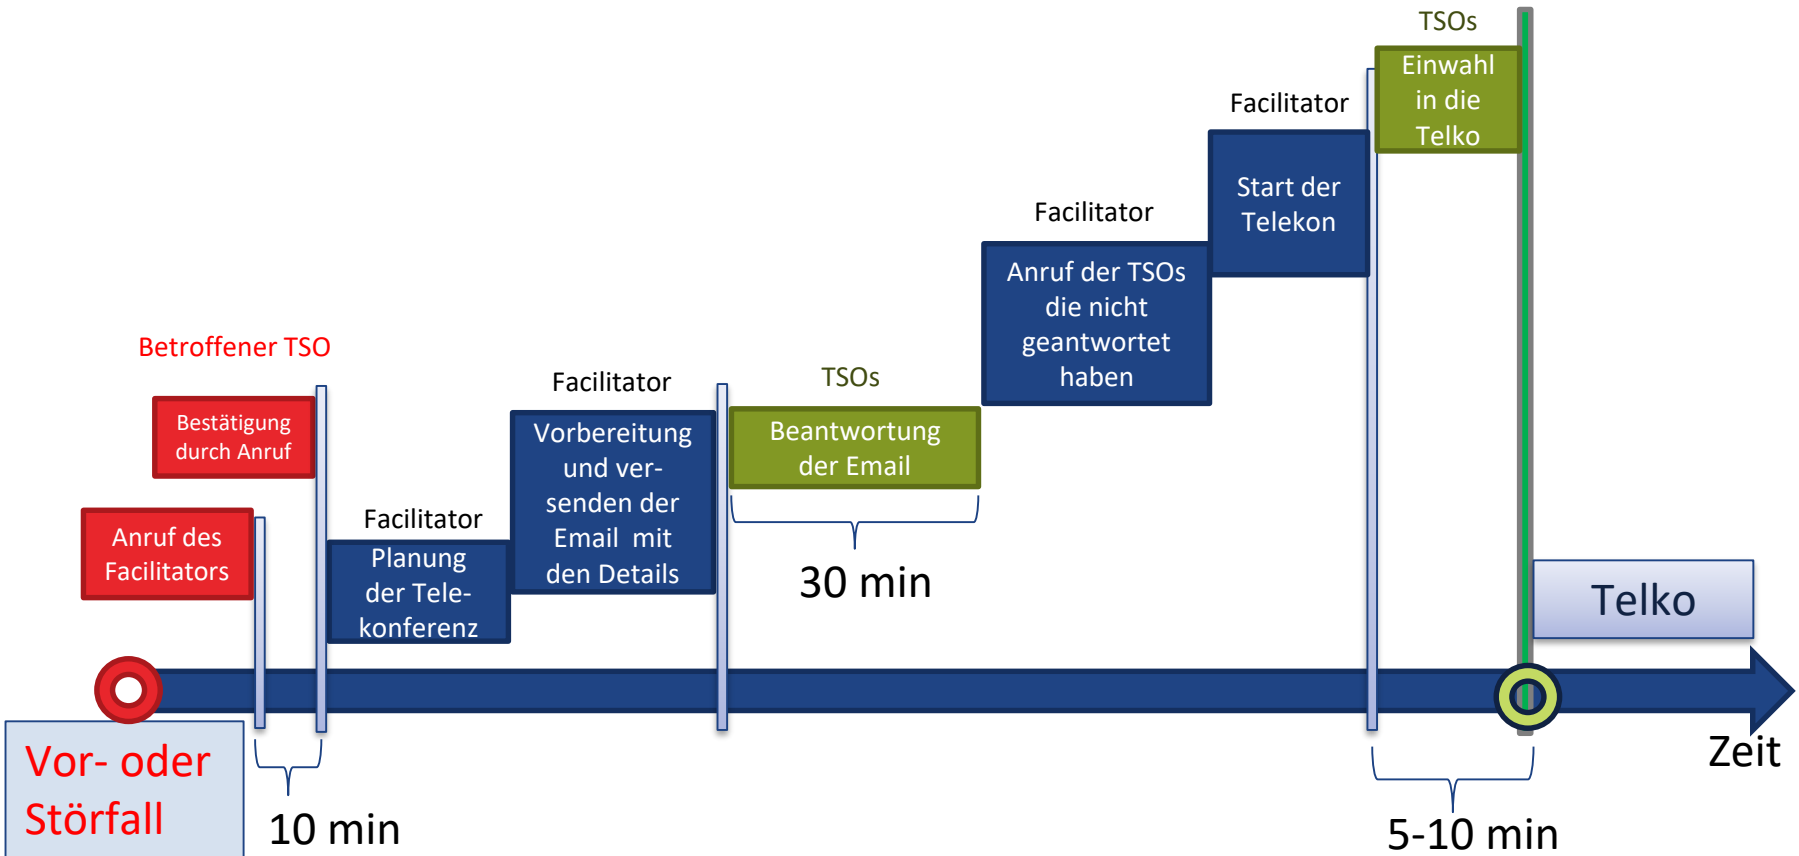 TSOs
Einwahl
in die
Telko
Facilitator
Start der
Telekon
Facilitator
Anruf der TSOs
die nicht
geantwortet
haben
Betroffener TSO
Bestätigung
durch Anruf
Anruf des
Facilitators
Facilitator
Planung
der Tele-
konferenz
Facilitator
Vorbereitung
und ver-
senden der
Email  mit
den Details
TSOs
Beantwortung
der Email
30 min
Telko
Zeit
Vor- oder
Störfall
10 min
5-10 min